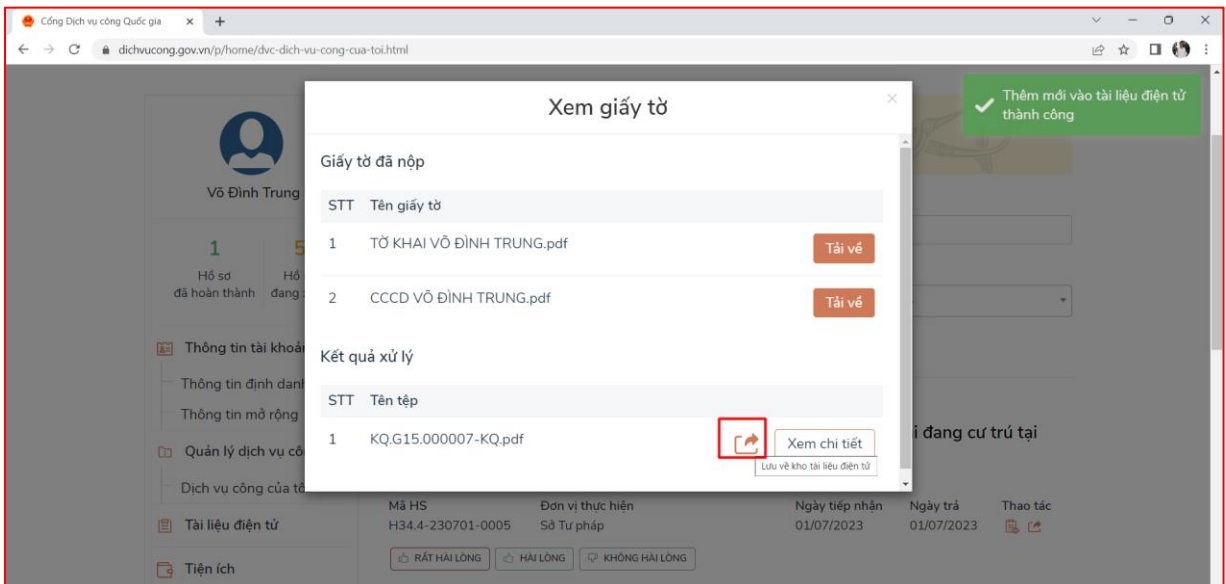 Cổng Dịch vụ công Quốc gia
dichvucong.gov.vn/p/home/dvc-dich-vu-cong-cua-toi.html
Thêm mới vào tài liệu điện tử
thành công
Xem giấy tờ
Giấy tờ đã nộp
STT Tên giấy tờ
1 TỜ KHAI VÕ ĐÌNH TRUNG.pdf Tải về
2 CCCD VÕ ĐÌNH TRUNG.pdf Tải về
Kết quả xử lý
STT Tên tệp
1 KQ.G15.000007-KQ.pdf Xem chi tiết
Lưu về kho tài liệu điện tử
Võ Đình Trung
1 5
Hồ sơ Hồ
đã hoàn thành đang
Thông tin tài khoản
Thông tin định danh
Thông tin mở rộng
Quản lý dịch vụ cô
Dịch vụ công của tô
Tài liệu điện tử
Tiện ích
i đang cư trú tại
Mã HS Đơn vị thực hiện Ngày tiếp nhận Ngày trả Thao tác
H34.4-230701-0005 Sở Tư pháp 01/07/2023 01/07/2023
RẤT HÀI LÒNG HÀI LÒNG KHÔNG HÀI LÒNG